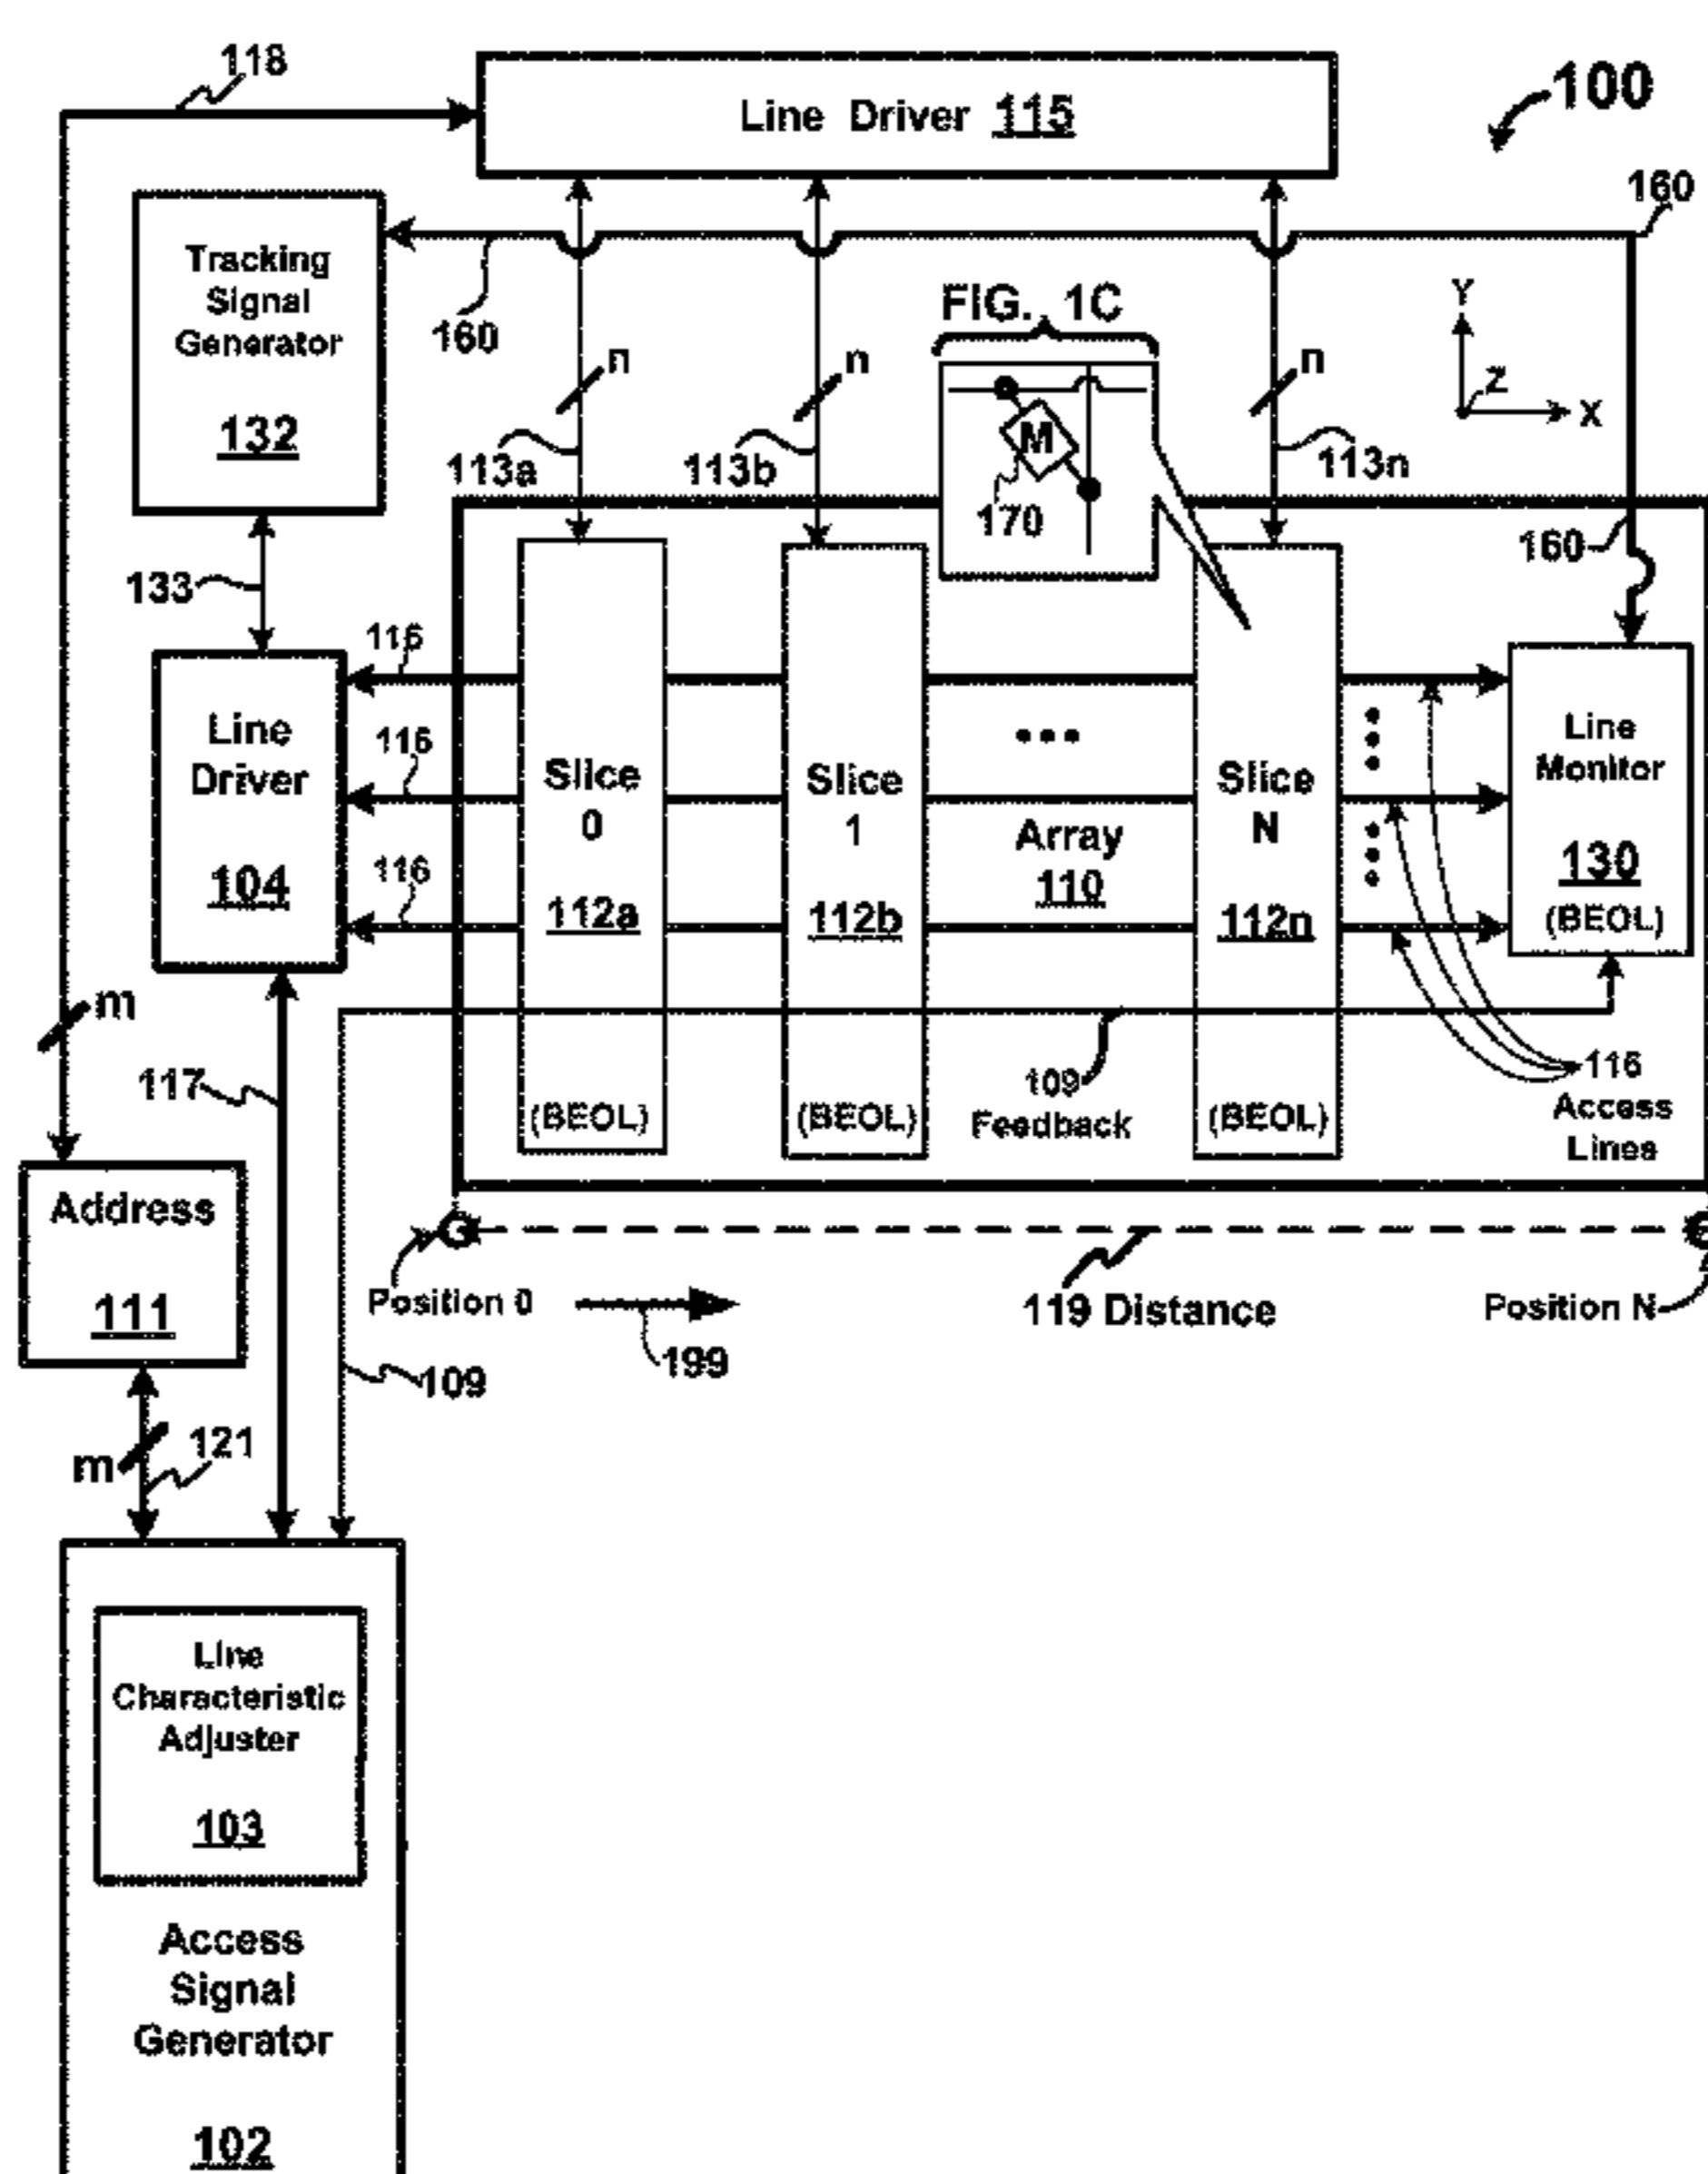 118
Line Driver 115
100
160
Tracking
Signal
Generator
132
160
FIG. 1C
Y
Z
X
n
n
n
M
170
113a
113b
113n
160
133
116
116
116
Line
Driver
104
Slice
0
112a
(BEOL)
Slice
1
112b
(BEOL)
•••
Array
110
Slice
N
112n
(BEOL)
Line
Monitor
130
(BEOL)
m
117
109
Feedback
116
Access
Lines
Address
111
Position 0
199
119 Distance
Position N
109
m
121
Line
Characteristic
Adjuster
103
Access
Signal
Generator
102